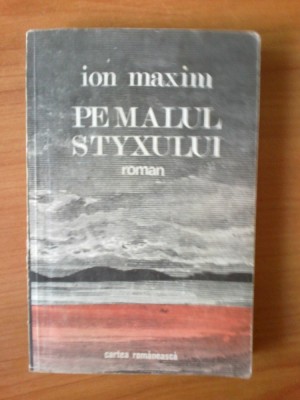 ion maxim
PE MALUL
STYXULUI
roman
cartea românească